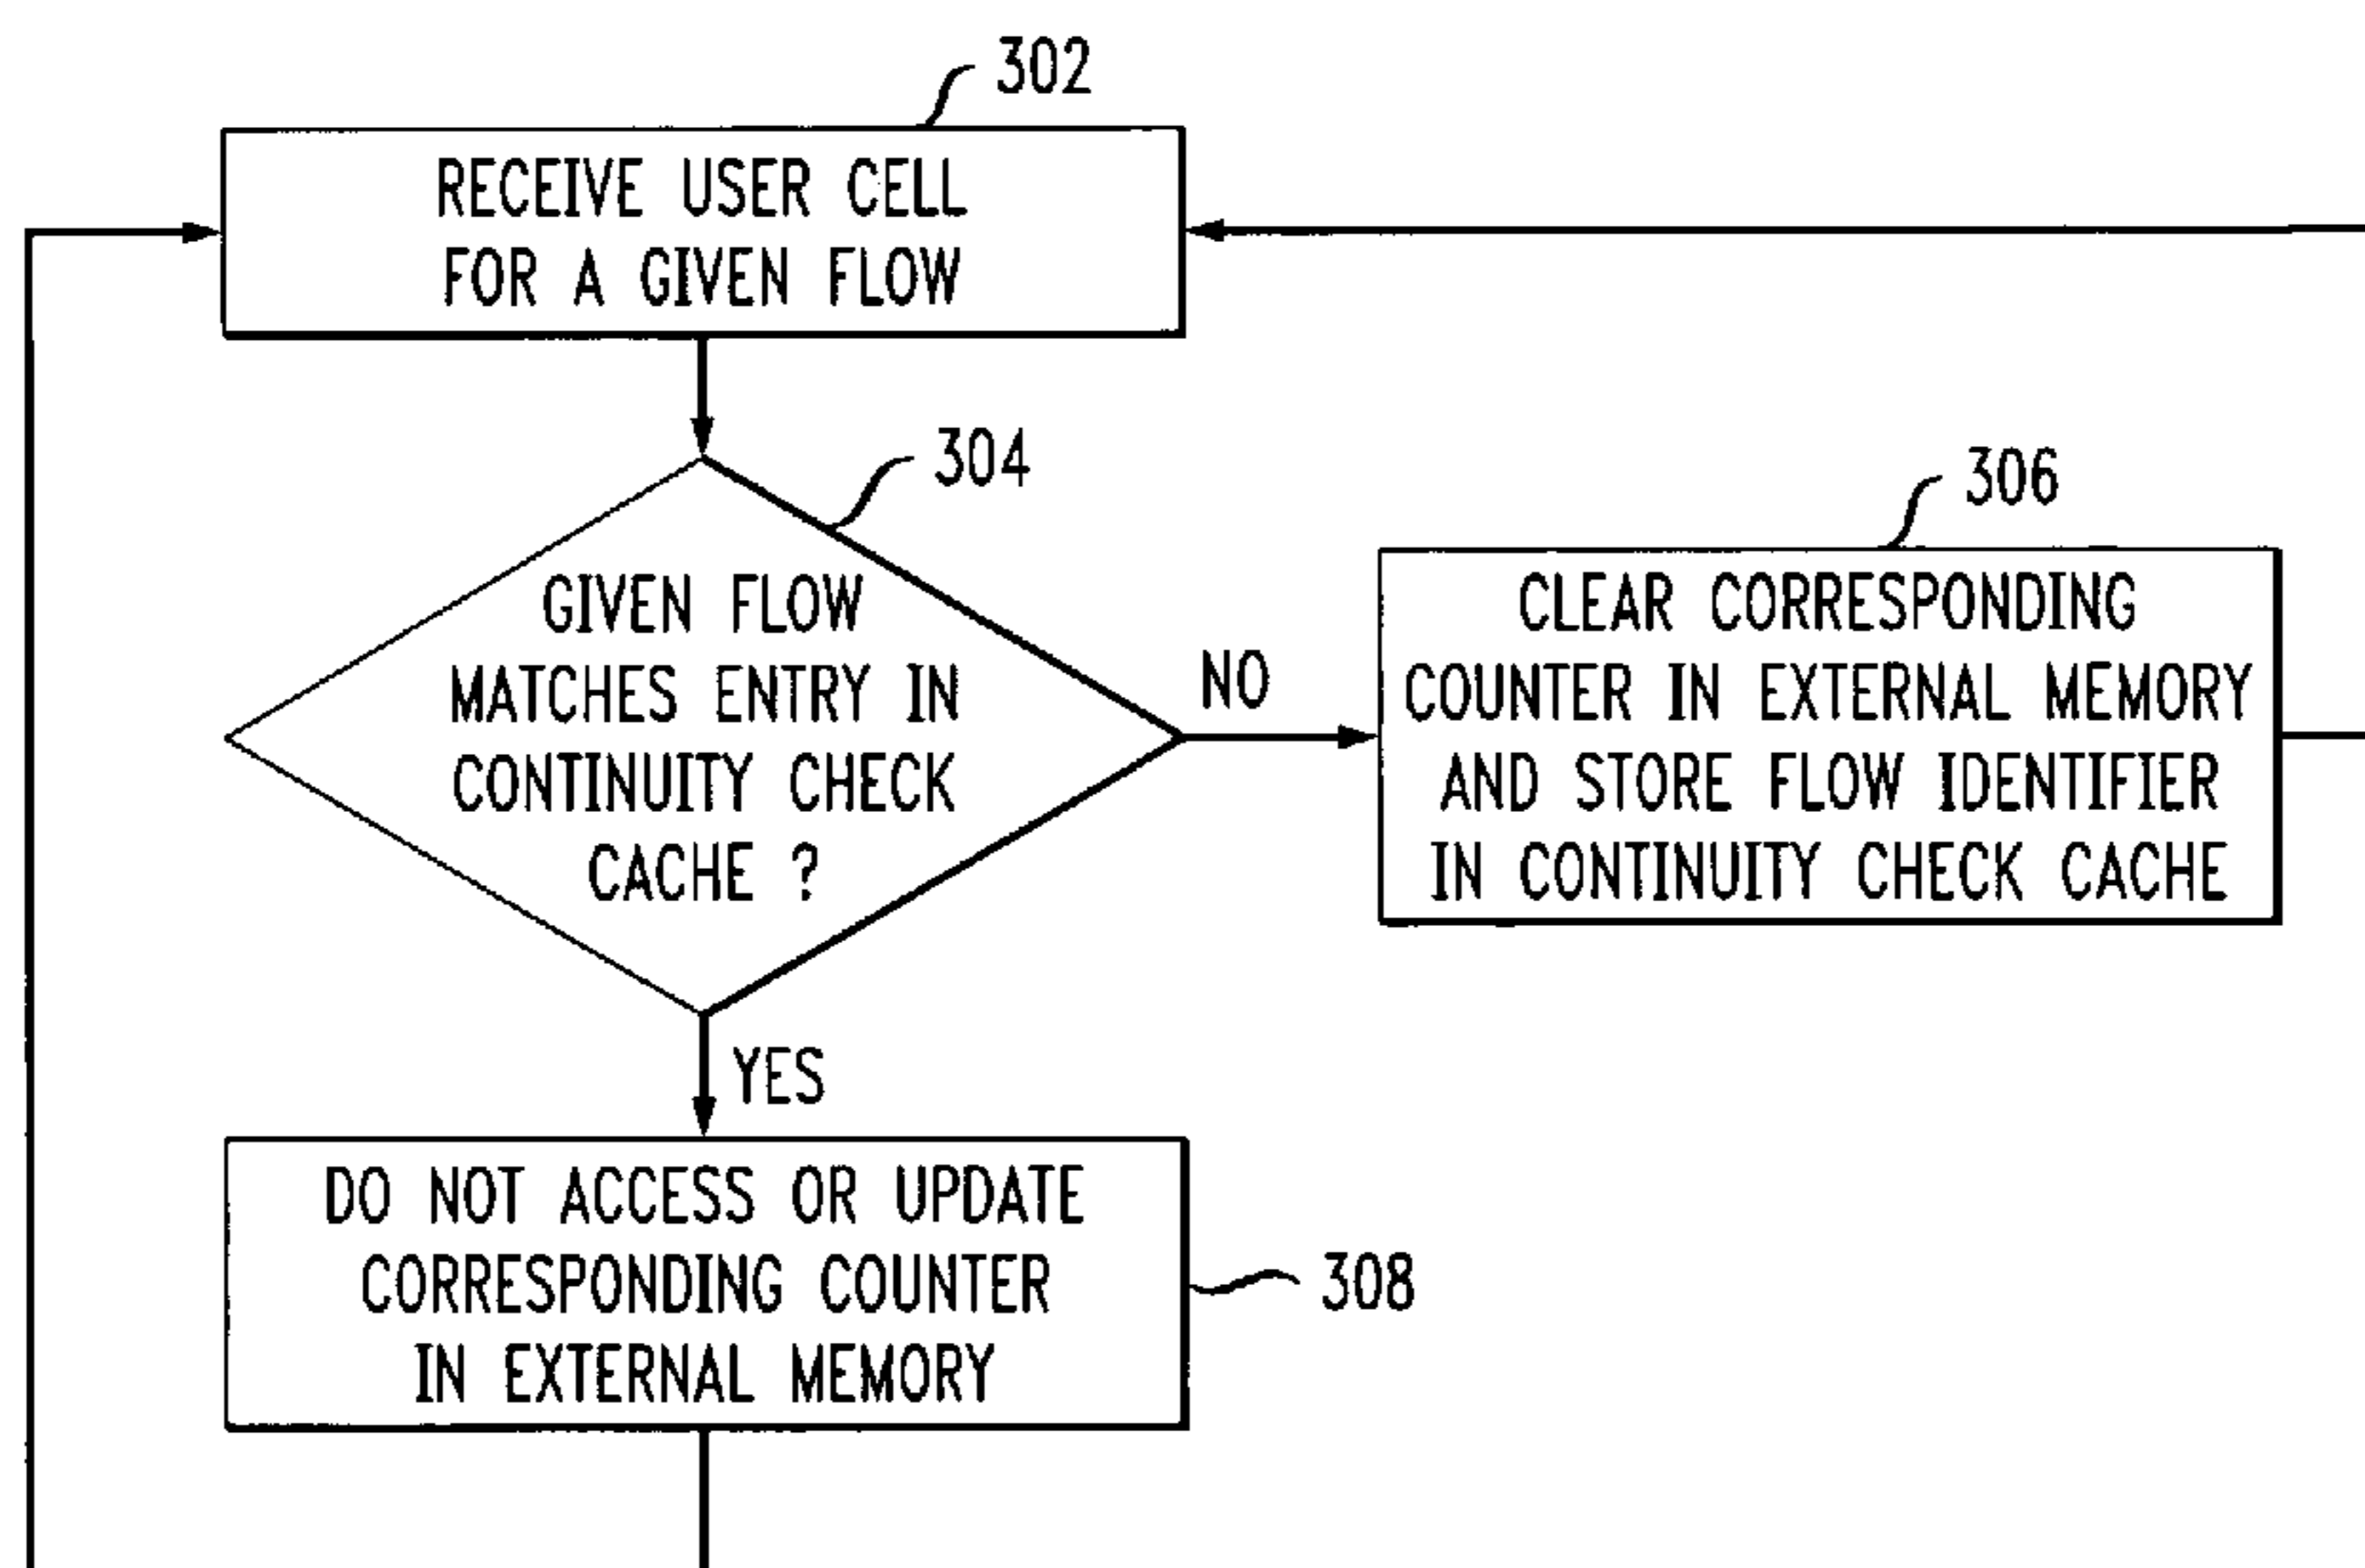 302
RECEIVE USER CELL
FOR A GIVEN FLOW
304
GIVEN FLOW
MATCHES ENTRY IN
CONTINUITY CHECK
CACHE ?
NO
306
CLEAR CORRESPONDING
COUNTER IN EXTERNAL MEMORY
AND STORE FLOW IDENTIFIER
IN CONTINUITY CHECK CACHE
YES
DO NOT ACCESS OR UPDATE
CORRESPONDING COUNTER
IN EXTERNAL MEMORY
308